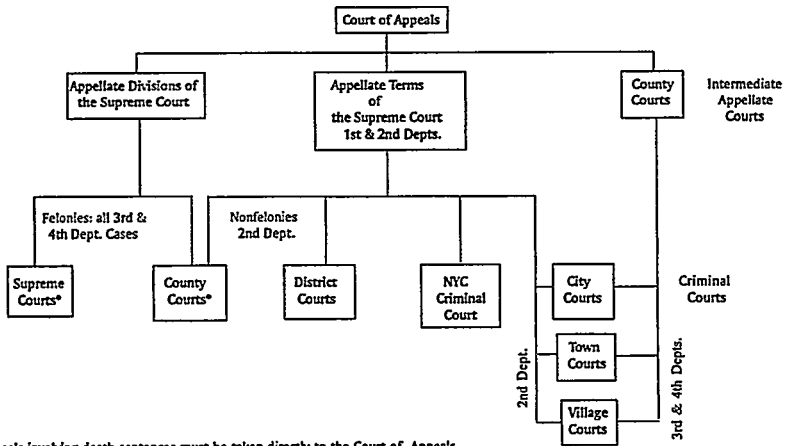 Court of Appeals
Appellate Divisions of
the Supreme Court
Appellate Terms
of
the Supreme Court
1st & 2nd Depts.
County
Courts
Intermediate
Appellate
Courts
Felonies: all 3rd &
4th Dept. Cases
Nonfelonies
2nd Dept.
Supreme
Courts*
County
Courts*
District
Courts
NYC
Criminal
Court
City
Courts
Criminal
Courts
Town
Courts
Village
Courts
2nd Dept.
3rd & 4th Depts.
involving death sentences must be taken directly to the Court of Appeals